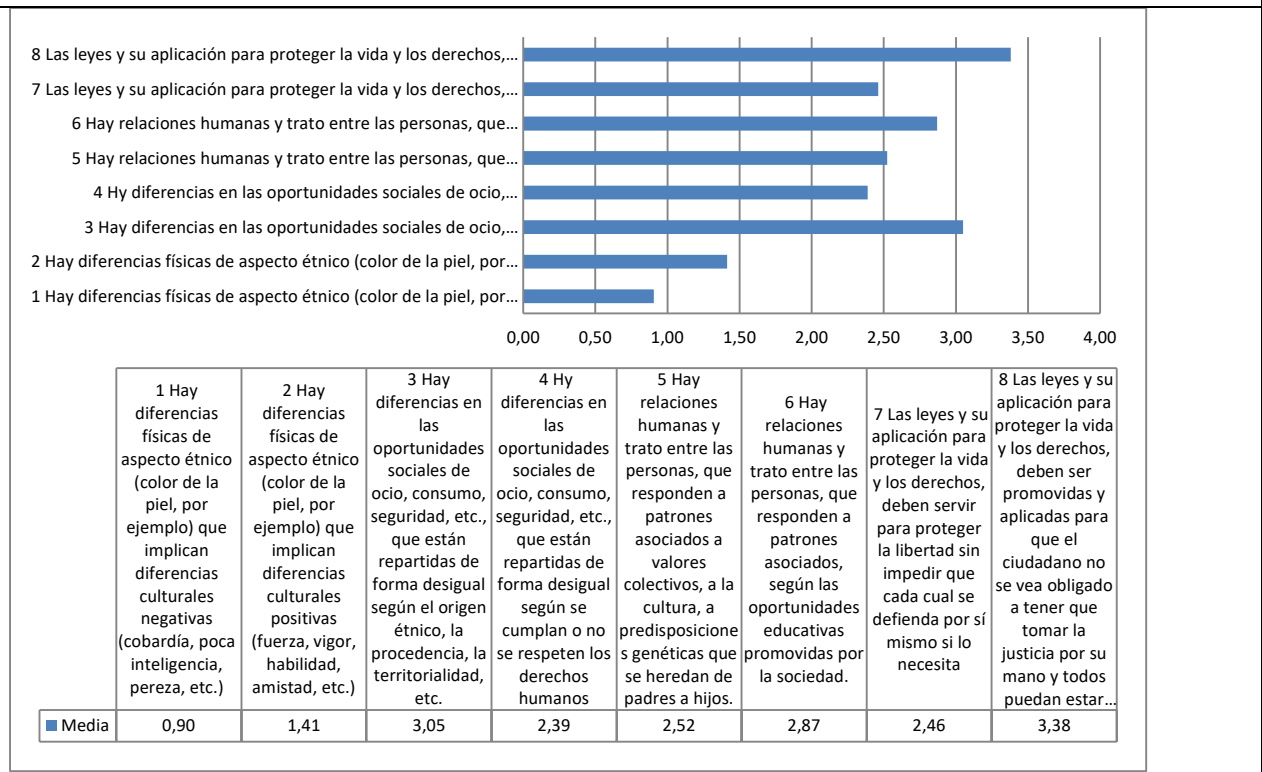 8 Las leyes y su aplicación para proteger la vida y los derechos,...
7 Las leyes y su aplicación para proteger la vida y los derechos,...
6 Hay relaciones humanas y trato entre las personas, que...
5 Hay relaciones humanas y trato entre las personas, que...
4 Hy diferencias en las oportunidades sociales de ocio,...
3 Hay diferencias en las oportunidades sociales de ocio,...
2 Hay diferencias físicas de aspecto étnico (color de la piel, por...
1 Hay diferencias físicas de aspecto étnico (color de la piel, por...
0,00 0,50 1,00 1,50 2,00 2,50 3,00 3,50 4,00
1 Hay
diferencias
físicas de
aspecto étnico
(color de la
piel, por
ejemplo) que
implican
diferencias
culturales
negativas
(cobardía, poca
inteligencia,
pereza, etc.)
2 Hay
diferencias
físicas de
aspecto étnico
(color de la
piel, por
ejemplo) que
implican
diferencias
culturales
positivas
(fuerza, vigor,
habilidad,
amistad, etc.)
3 Hay
diferencias en
las
oportunidades
sociales de
ocio, consumo,
seguridad, etc.,
que están
repartidas de
forma desigual
según el origen
étnico, la
procedencia, la
territorialidad,
etc.
4 Hy
diferencias en
las
oportunidades
sociales de
ocio, consumo,
seguridad, etc.,
que están
repartidas de
forma desigual
según se
cumplan o no
se respeten los
derechos
humanos
5 Hay
relaciones
humanas y
trato entre las
personas, que
responden a
patrones
asociados a
valores
colectivos, a la
cultura, a
predisposicione
s genéticas que
se heredan de
padres a hijos.
6 Hay
relaciones
humanas y
trato entre las
personas, que
responden a
patrones
asociados,
según las
oportunidades
educativas
promovidas por
la sociedad.
7 Las leyes y su
aplicación para
proteger la vida
y los derechos,
deben servir
para proteger
la libertad sin
impedir que
cada cual se
defienda por sí
mismo si lo
necesita
8 Las leyes y su
aplicación para
proteger la vida
y los derechos,
deben ser
promovidas y
aplicadas para
que el
ciudadano no
se vea obligado
a tener que
tomar la
justicia por su
mano y todos
puedan estar...
Media 0,90 1,41 3,05 2,39 2,52 2,87 2,46 3,38